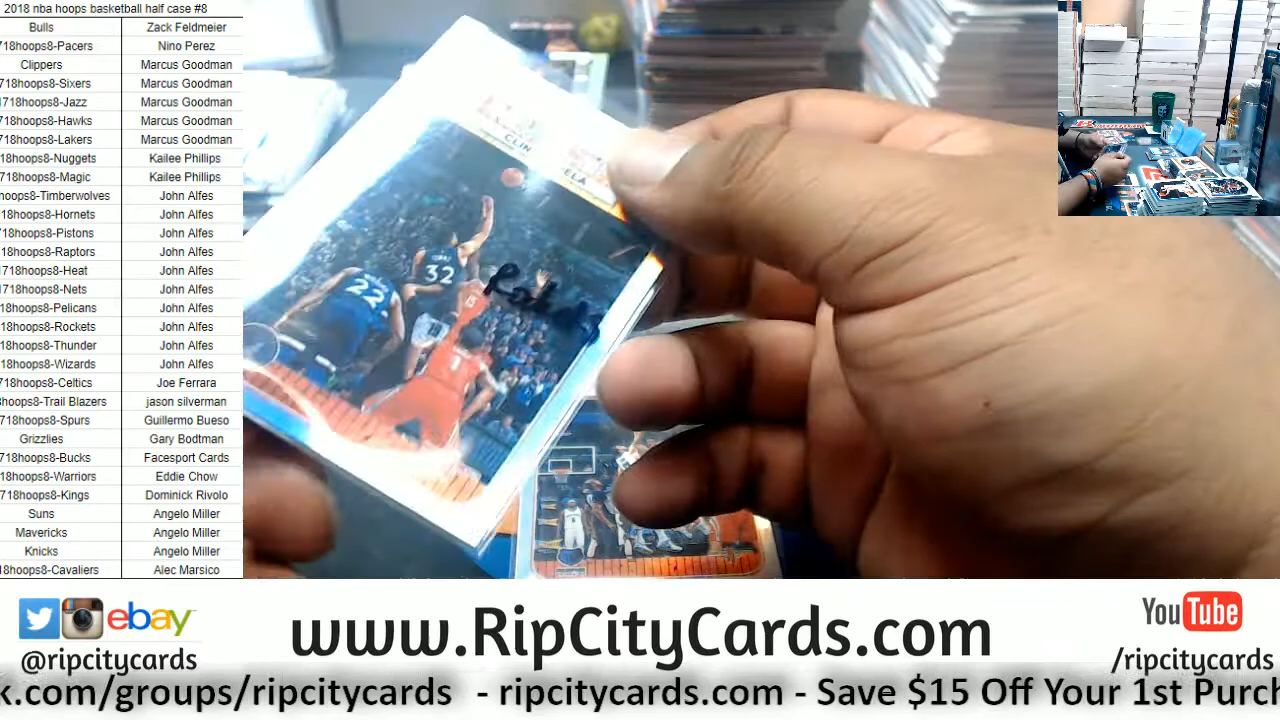 2018 nba hoops basketball half case #8
Bulls Zack Feldmeier
718hoops8-Pacers Nino Perez
Clippers Marcus Goodman
718hoops8-Sixers Marcus Goodman
1718hoops8-Jazz Marcus Goodman
718hoops8-Hawks Marcus Goodman
718hoops8-Lakers Marcus Goodman
18hoops8-Nuggets Kailee Phillips
718hoops8-Magic Kailee Phillips
hoops8-Timberwolves John Alfes
18hoops8-Hornets John Alfes
718hoops8-Pistons John Alfes
18hoops8-Raptors John Alfes
1718hoops8-Heat John Alfes
1718hoops8-Nets John Alfes
18hoops8-Pelicans John Alfes
18hoops8-Rockets John Alfes
18hoops8-Thunder John Alfes
18hoops8-Wizards John Alfes
718hoops8-Celtics Joe Ferrara
hoops8-Trail Blazers jason silverman
718hoops8-Spurs Guillermo Bueso
Grizzlies Gary Bodtman
718hoops8-Bucks Facesport Cards
18hoops8-Warriors Eddie Chow
718hoops8-Kings Dominick Rivolo
Suns Angelo Miller
Mavericks Angelo Miller
Knicks Angelo Miller
18hoops8-Cavaliers Alec Marsico
CLIN
ELA
32
22
15
1
ebay
@ripcitycards
www.RipCityCards.com
YouTube
/ripcitycards
k.com/groups/ripcitycards - ripcitycards.com - Save $15 Off Your 1st Purch